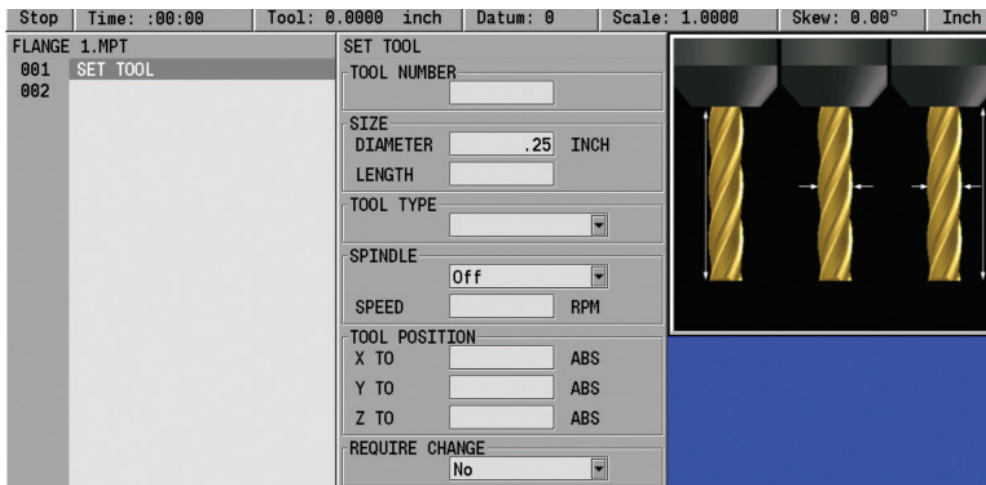 Stop Time: :00:00 Tool: 0.0000 inch Datum: 0 Scale: 1.0000 Skew: 0.00° Inch
FLANGE 1.MPT
001 SET TOOL
002
SET TOOL
TOOL NUMBER
SIZE
DIAMETER .25 INCH
LENGTH
TOOL TYPE
SPINDLE
Off
SPEED RPM
TOOL POSITION
X TO ABS
Y TO ABS
Z TO ABS
REQUIRE CHANGE
No